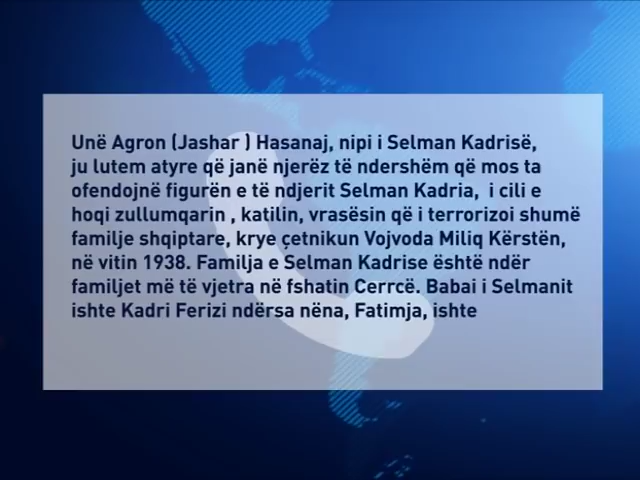 Unë Agron (Jashar ) Hasanaj, nipi i Selman Kadrisë,
ju lutem atyre që janë njerëz të ndershëm që mos ta
ofendojnë figurën e të ndjerit Selman Kadria, i cili e
hoqi zullumqarin , katilin, vrasësin që i terrorizoi shumë
familje shqiptare, krye çetnikun Vojvoda Miliq Kërstën,
në vitin 1938. Familja e Selman Kadrise është ndër
familjet më të vjetra në fshatin Cerrcë. Babai i Selmanit
ishte Kadri Ferizi ndërsa nëna, Fatimja, ishte